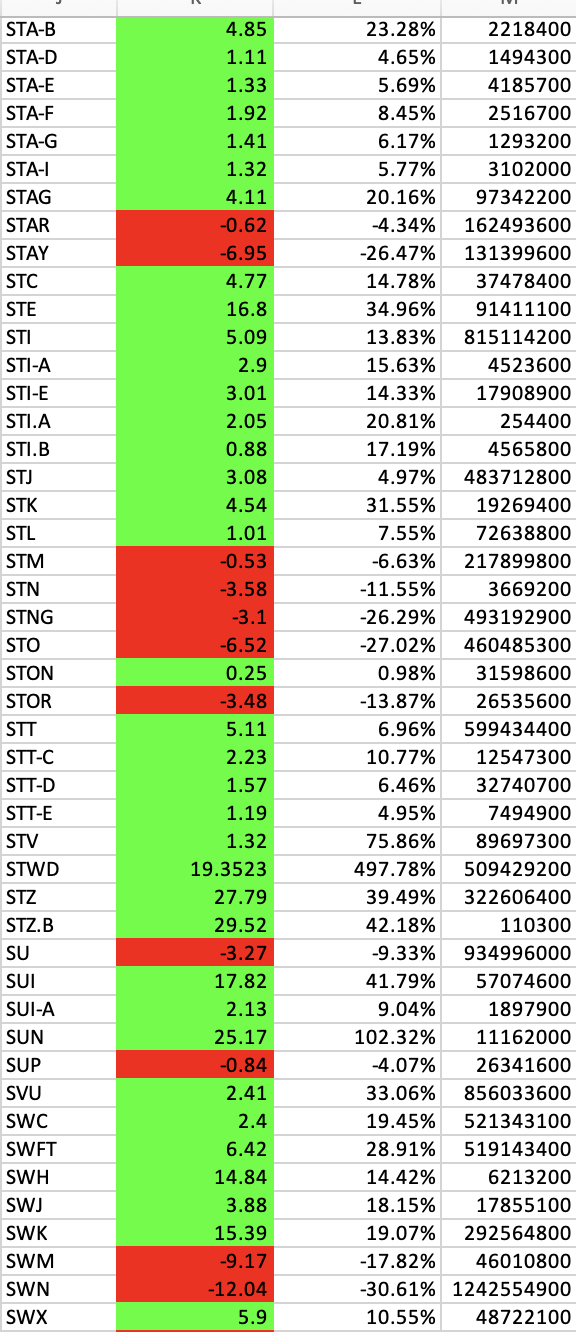 STA-B 4.85 23.28% 2218400
STA-D 1.11 4.65% 1494300
STA-E 1.33 5.69% 4185700
STA-F 1.92 8.45% 2516700
STA-G 1.41 6.17% 1293200
STA-I 1.32 5.77% 3102000
STAG 4.11 20.16% 97342200
STAR -0.62 -4.34% 162493600
STAY -6.95 -26.47% 131399600
STC 4.77 14.78% 37478400
STE 16.8 34.96% 91411100
STI 5.09 13.83% 815114200
STI-A 2.9 15.63% 4523600
STI-E 3.01 14.33% 17908900
STI.A 2.05 20.81% 254400
STI.B 0.88 17.19% 4565800
STJ 3.08 4.97% 483712800
STK 4.54 31.55% 19269400
STL 1.01 7.55% 72638800
STM -0.53 -6.63% 217899800
STN -3.58 -11.55% 3669200
STNG -3.1 -26.29% 493192900
STO -6.52 -27.02% 460485300
STON 0.25 0.98% 31598600
STOR -3.48 -13.87% 26535600
STT 5.11 6.96% 599434400
STT-C 2.23 10.77% 12547300
STT-D 1.57 6.46% 32740700
STT-E 1.19 4.95% 7494900
STV 1.32 75.86% 89697300
STWD 19.3523 497.78% 509429200
STZ 27.79 39.49% 322606400
STZ.B 29.52 42.18% 110300
SU -3.27 -9.33% 934996000
SUI 17.82 41.79% 57074600
SUI-A 2.13 9.04% 1897900
SUN 25.17 102.32% 11162000
SUP -0.84 -4.07% 26341600
SVU 2.41 33.06% 856033600
SWC 2.4 19.45% 521343100
SWFT 6.42 28.91% 519143400
SWH 14.84 14.42% 6213200
SWJ 3.88 18.15% 17855100
SWK 15.39 19.07% 292564800
SWM -9.17 -17.82% 46010800
SWN -12.04 -30.61% 1242554900
SWX 5.9 10.55% 48722100